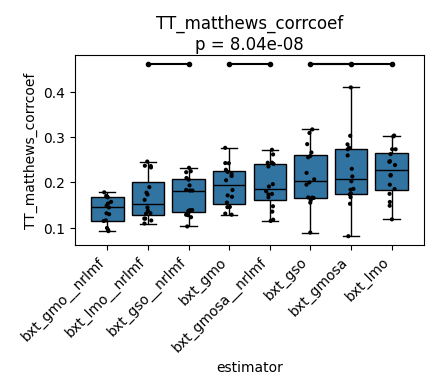 TT_matthews_corrcoef
p = 8.04e-08
TT_matthews_corrcoef
0.4
0.3
0.2
0.1
bxt_gmo__nrlmf
bxt_lmo__nrlmf
bxt_gso__nrlmf
bxt_gmo
bxt_gmosa__nrlmf
bxt_gso
bxt_gmosa
bxt_lmo
estimator